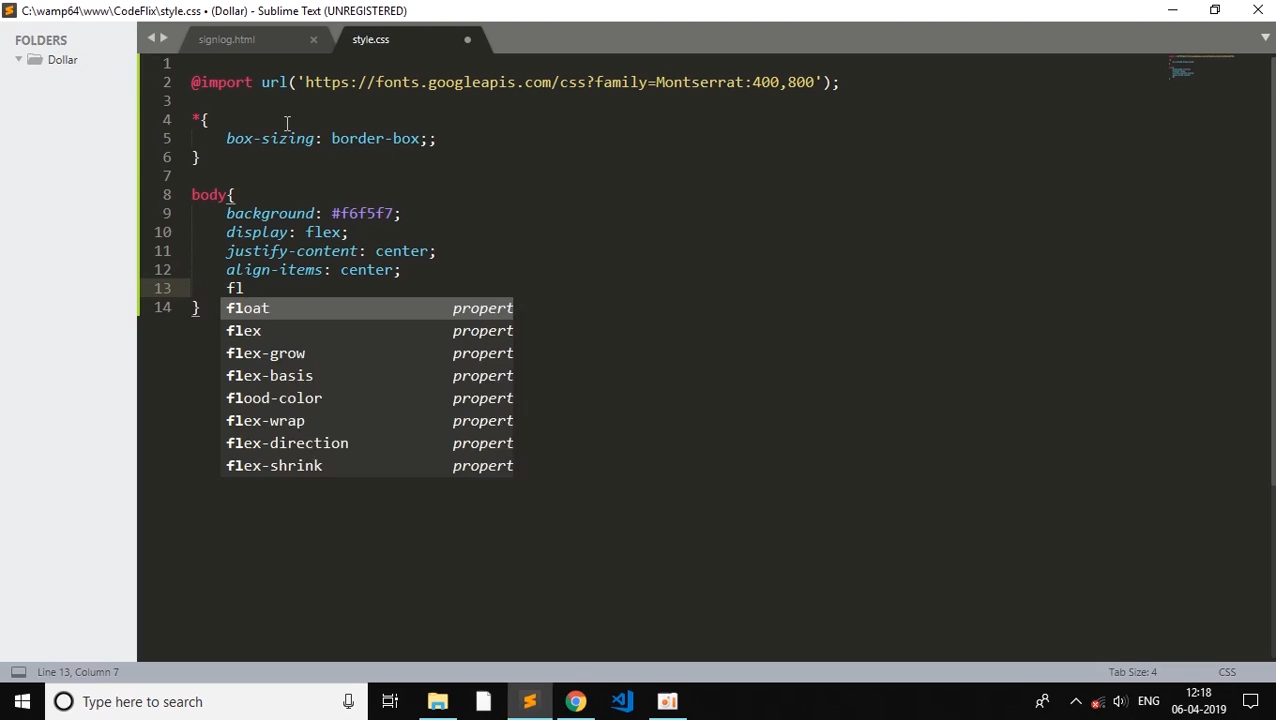 C:\wamp64\www\CodeFlix\style.css • (Dollar) - Sublime Text (UNREGISTERED)
FOLDERS
Dollar
signlog.html
style.css
1
2 @import url('https://fonts.googleapis.com/css?family=Montserrat:400,800');
3
4 *{
5 box-sizing: border-box;;
6 }
7
8 body{
9 background: #f6f5f7;
10 display: flex;
11 justify-content: center;
12 align-items: center;
13 fl
14 }
float propert
flex propert
flex-grow propert
flex-basis propert
flood-color propert
flex-wrap propert
flex-direction propert
flex-shrink propert
Line 13, Column 7
Tab Size: 4
CSS
Type here to search
ENG
12:18
06-04-2019